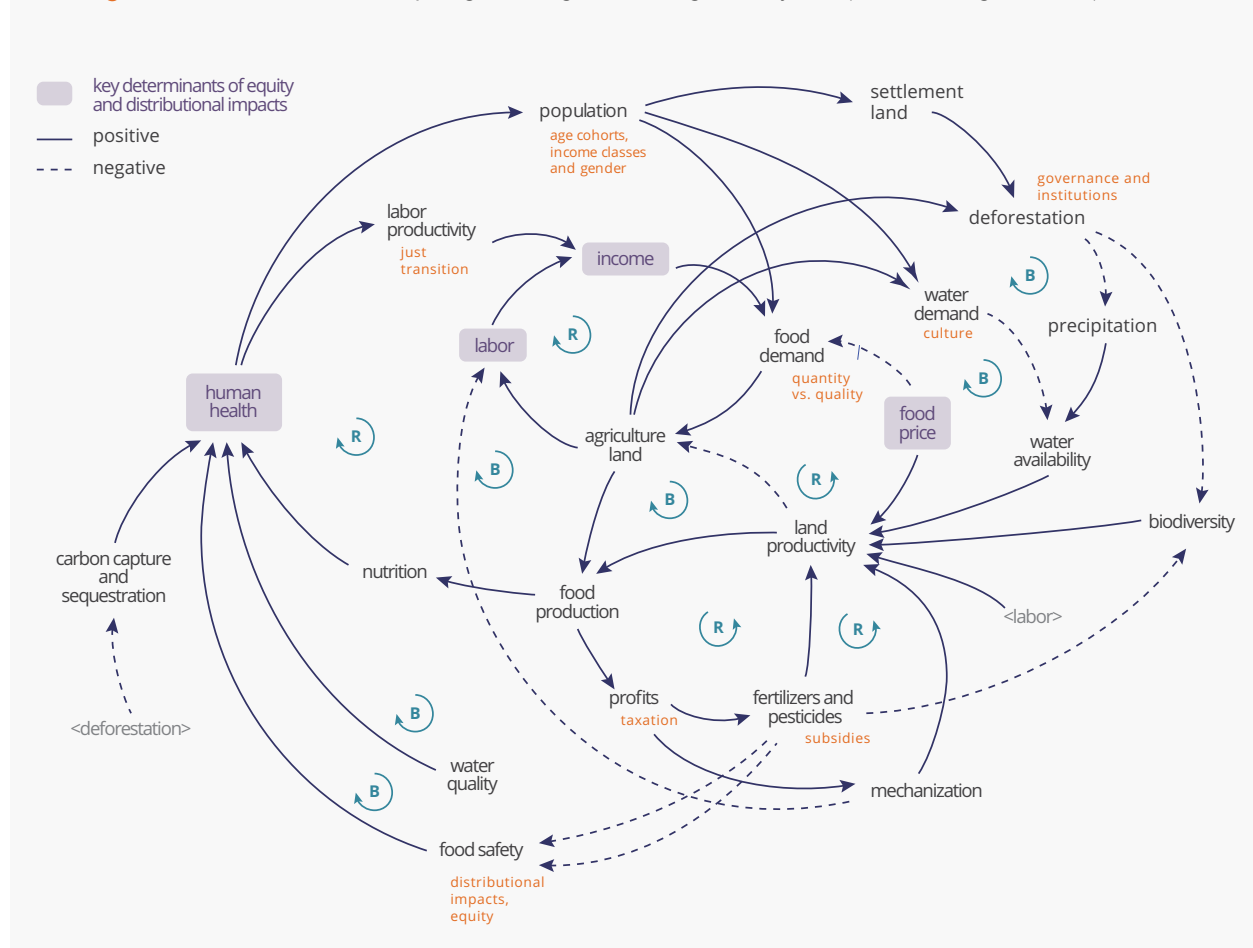 key determinants of equity
and distributional impacts
positive
negative
population
age cohorts,
income classes
and gender
settlement
land
governance and
institutions
deforestation
labor
productivity
just
transition
income
water
demand
culture
precipitation
labor
R
B
food
demand
quantity
vs. quality
B
human
health
food
price
R
agriculture
land
water
availability
B
B
R
land
productivity
biodiversity
carbon capture
and
sequestration
nutrition
food
production
<labor>
R
R
profits
taxation
fertilizers and
pesticides
subsidies
<deforestation>
B
water
quality
B
mechanization
food safety
distributional
impacts,
equity